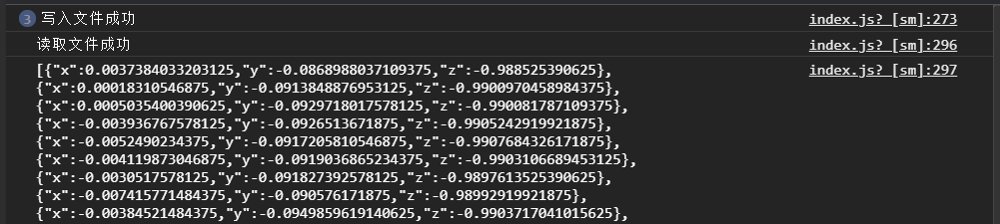 3 写入文件成功 index.js? [sm]:273
读取文件成功 index.js? [sm]:296
[{"x":0.0037384033203125,"y":-0.0868988037109375,"z":-0.988525390625}, index.js? [sm]:297
{"x":0.00018310546875,"y":-0.0913848876953125,"z":-0.9900970458984375},
{"x":0.0005035400390625,"y":-0.0929718017578125,"z":-0.990081787109375},
{"x":-0.003936767578125,"y":-0.0926513671875,"z":-0.9905242919921875},
{"x":-0.0052490234375,"y":-0.0917205810546875,"z":-0.9907684326171875},
{"x":-0.004119873046875,"y":-0.0919036865234375,"z":-0.9903106689453125},
{"x":-0.0030517578125,"y":-0.091827392578125,"z":-0.9897613525390625},
{"x":-0.007415771484375,"y":-0.090576171875,"z":-0.98992919921875},
{"x":-0.00384521484375,"y":-0.0949859619140625,"z":-0.9903717041015625},